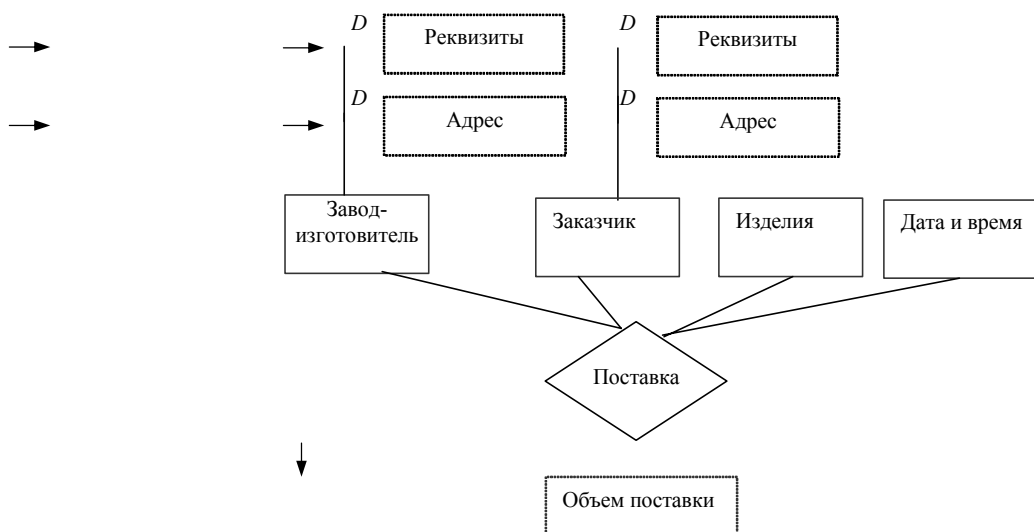 D
Реквизиты
D
Реквизиты
D
Адрес
D
Адрес
Завод-
изготовитель
Заказчик
Изделия
Дата и время
Поставка
Объем поставки